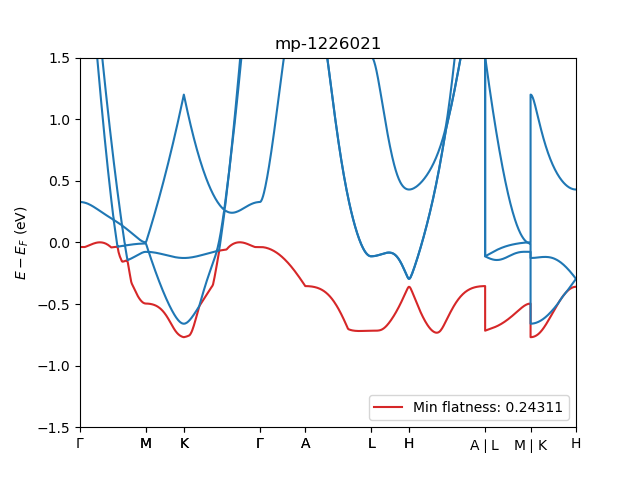 mp-1226021
E − E_F (eV)
1.5
1.0
0.5
0.0
−0.5
−1.0
−1.5
Min flatness: 0.24311
Γ M K Γ A L H A | L M | K H